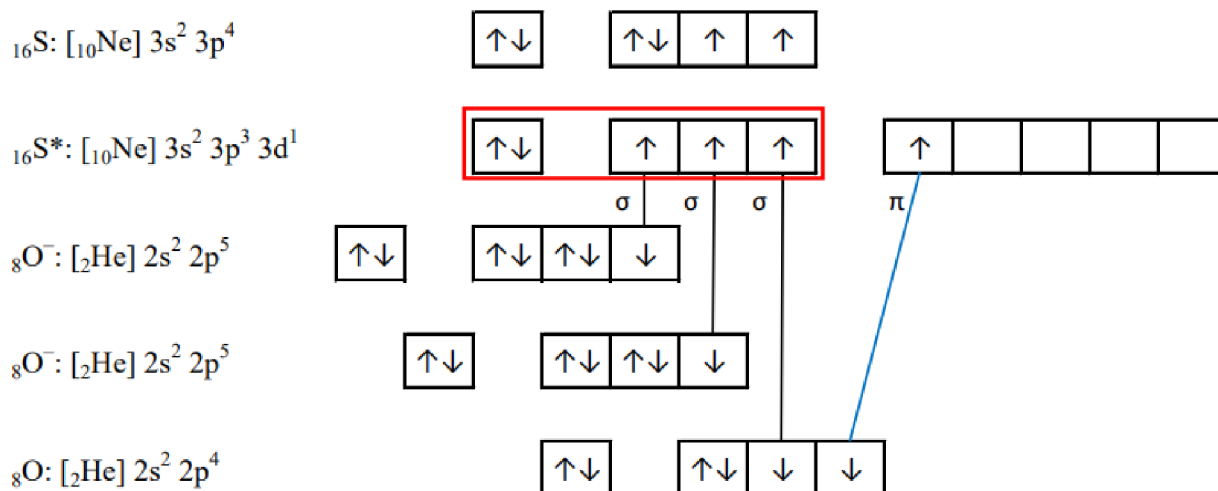 ₁₆S: [₁₀Ne] 3s² 3p⁴ ↑↓ ↑↓ ↑ ↑
₁₆S*: [₁₀Ne] 3s² 3p³ 3d¹ ↑↓ ↑ ↑ ↑ ↑
σ σ σ π
₈O⁻: [₂He] 2s² 2p⁵ ↑↓ ↑↓ ↑↓ ↓
₈O⁻: [₂He] 2s² 2p⁵ ↑↓ ↑↓ ↑↓ ↓
₈O: [₂He] 2s² 2p⁴ ↑↓ ↑↓ ↓ ↓